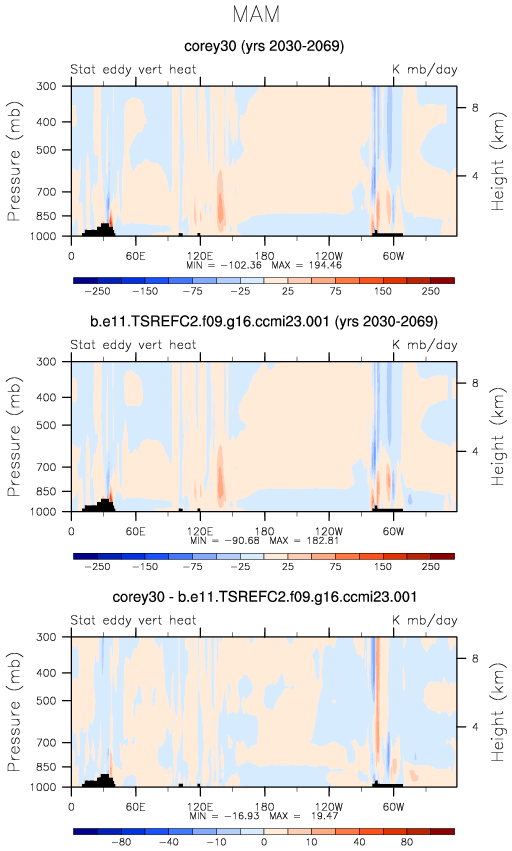 MAM
corey30 (yrs 2030-2069)
Stat eddy vert heat K mb/day
Pressure (mb)
300
400
500
700
850
1000
8
4
Height (km)
0 60E 120E 180 120W 60W
MIN = -102.36 MAX = 194.46
-250 -150 -75 -25 25 75 150 250
b.e11.TSREFC2.f09.g16.ccmi23.001 (yrs 2030-2069)
Stat eddy vert heat K mb/day
Pressure (mb)
300
400
500
700
850
1000
8
4
Height (km)
0 60E 120E 180 120W 60W
MIN = -90.68 MAX = 182.81
-250 -150 -75 -25 25 75 150 250
corey30 - b.e11.TSREFC2.f09.g16.ccmi23.001
Stat eddy vert heat K mb/day
Pressure (mb)
300
400
500
700
850
1000
8
4
Height (km)
0 60E 120E 180 120W 60W
MIN = -16.93 MAX = 19.47
-80 -40 -10 0 10 40 80